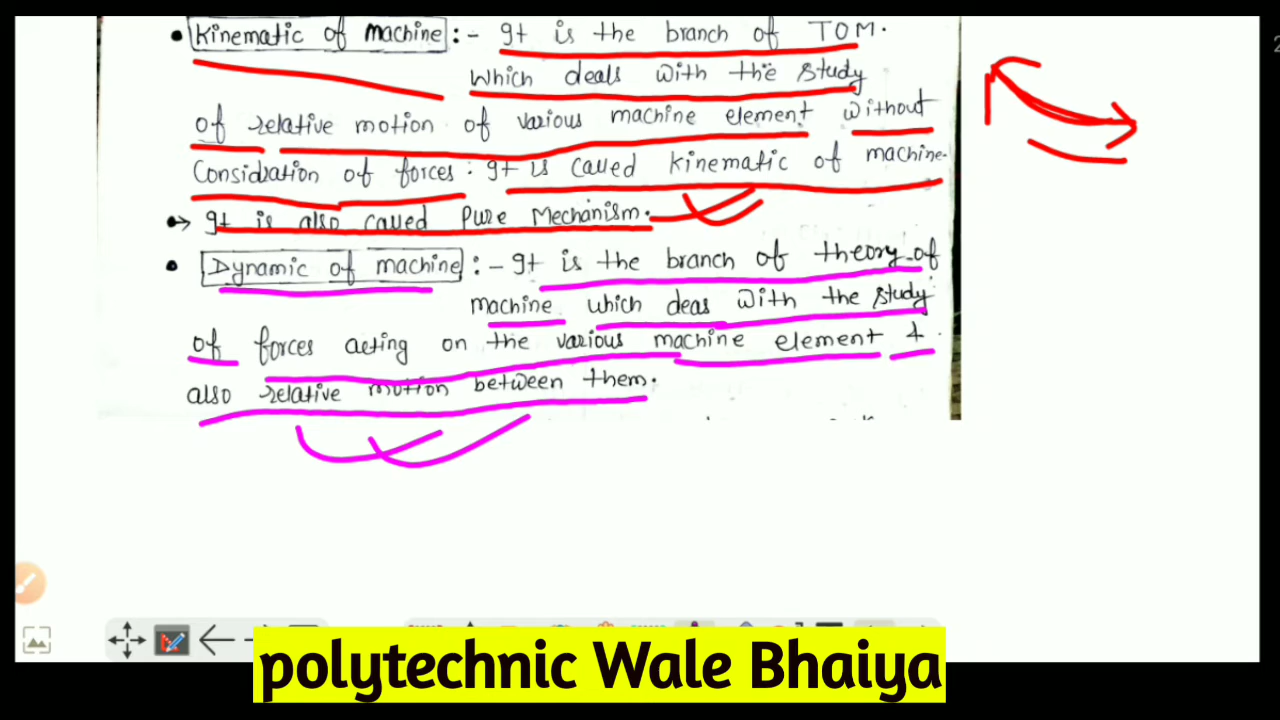 • Kinematic of machine :- It is the branch of TOM.
which deals with the study
of relative motion of various machine element without
Considration of forces: It is called kinematic of machine.
→ It is also called Pure Mechanism.
• Dynamic of machine :- It is the branch of theory of
machine which deas with the study
of forces acting on the various machine element &
also relative motion between them.
polytechnic Wale Bhaiya